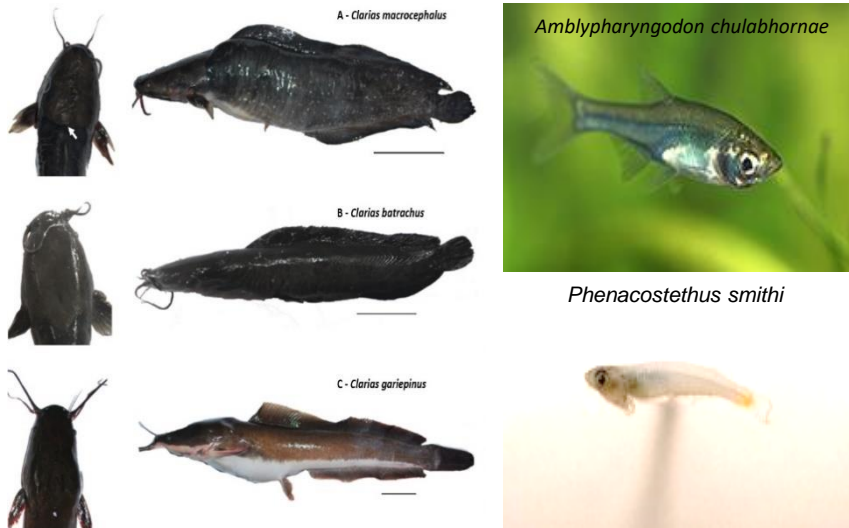 A - Clarias macrocephalus
B - Clarias batrachus
C - Clarias gariepinus
Amblypharyngodon chulabhornae
Phenacostethus smithi